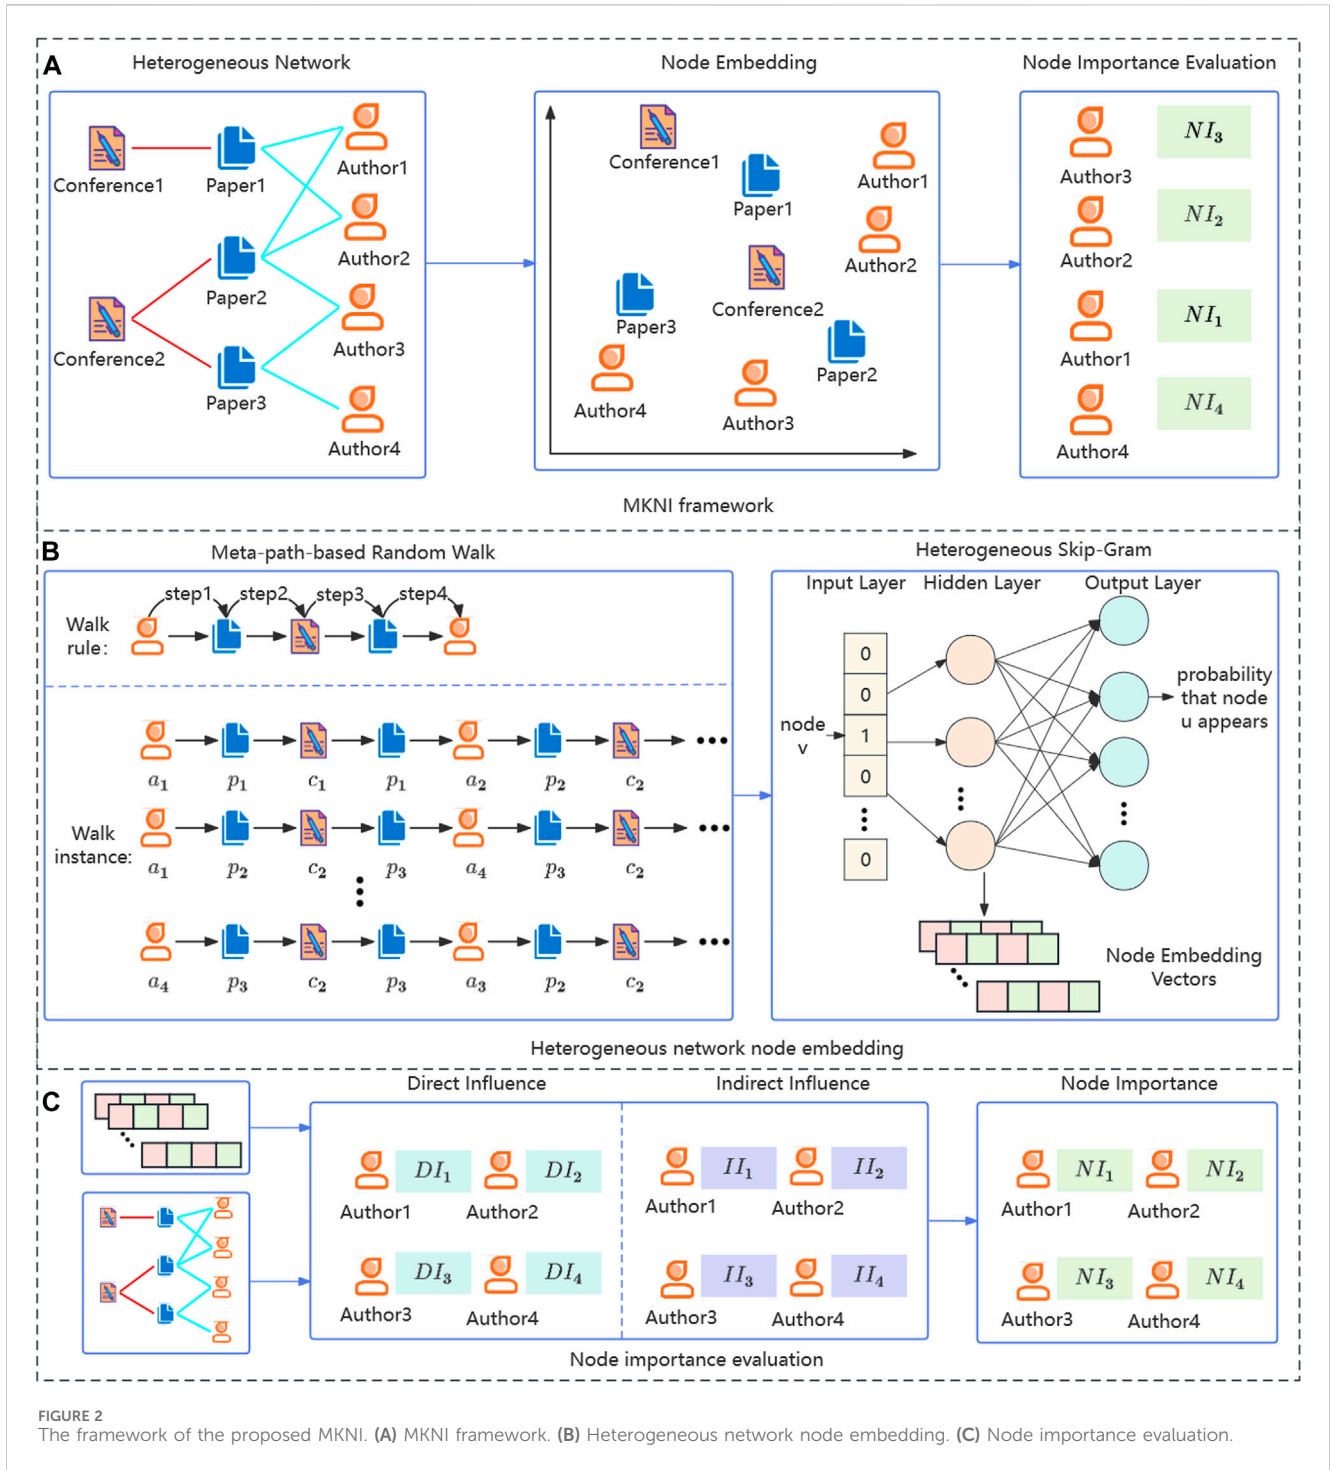 A
Heterogeneous Network
Node Embedding
Node Importance Evaluation
Conference1
Paper1
Author1
Author2
Paper2
Conference2
Author3
Paper3
Author4
Conference1
Paper1
Author1
Author2
Conference2
Paper3
Paper2
Author4
Author3
NI₃
Author3
NI₂
Author2
NI₁
Author1
NI₄
Author4
MKNI framework
B
Meta-path-based Random Walk
Walk
rule:
step1
step2
step3
step4
Walk
instance:
a₁ p₁ c₁ p₁ a₂ p₂ c₂
a₁ p₂ c₂ p₃ a₄ p₃ c₂
a₄ p₃ c₂ p₃ a₃ p₂ c₂
Heterogeneous Skip-Gram
Input Layer
Hidden Layer
Output Layer
node
v
0
0
1
0
0
probability
that node
u appears
Node Embedding
Vectors
Heterogeneous network node embedding
C
Direct Influence
Indirect Influence
Node Importance
DI₁ DI₂
Author1 Author2
DI₃ DI₄
Author3 Author4
II₁ II₂
Author1 Author2
II₃ II₄
Author3 Author4
NI₁ NI₂
Author1 Author2
NI₃ NI₄
Author3 Author4
Node importance evaluation
FIGURE 2
The framework of the proposed MKNI. (A) MKNI framework. (B) Heterogeneous network node embedding. (C) Node importance evaluation.